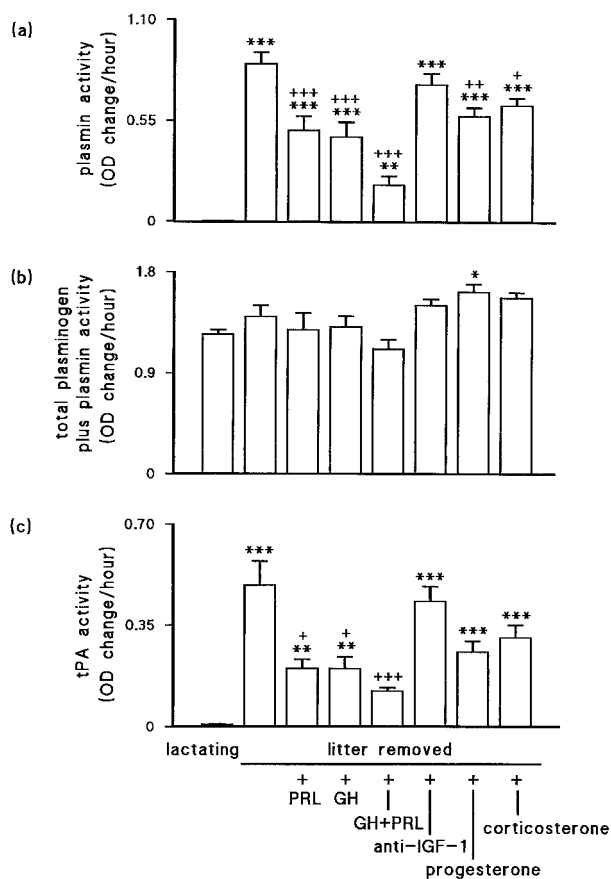 (a)
plasmin activity
(OD change/hour)
1.10
0.55
0
***
+++
***
+++
***
+++
**
***
++
***
+
***
(b)
total plasminogen
plus plasmin activity
(OD change/hour)
1.8
0.9
0
*
(c)
tPA activity
(OD change/hour)
0.70
0.35
0
***
+
**
+
**
+++
***
***
***
lactating
litter removed
+ + + + + + +
PRL
GH
GH+PRL
anti-IGF-1
progesterone
corticosterone